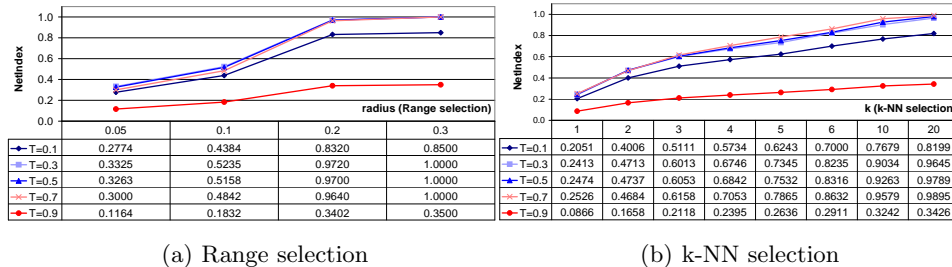 NetIndex
1.0
0.8
0.6
0.4
0.2
0.0
radius (Range selection)
0.05 0.1 0.2 0.3
T=0.1 0.2774 0.4384 0.8320 0.8500
T=0.3 0.3325 0.5235 0.9720 1.0000
T=0.5 0.3263 0.5158 0.9700 1.0000
T=0.7 0.3000 0.4842 0.9640 1.0000
T=0.9 0.1164 0.1832 0.3402 0.3500
(a) Range selection
NetIndex
1.0
0.8
0.6
0.4
0.2
0.0
k (k-NN selection
1 2 3 4 5 6 10 20
T=0.1 0.2051 0.4006 0.5111 0.5734 0.6243 0.7000 0.7679 0.8199
T=0.3 0.2413 0.4713 0.6013 0.6746 0.7345 0.8235 0.9034 0.9645
T=0.5 0.2474 0.4737 0.6053 0.6842 0.7532 0.8316 0.9263 0.9789
T=0.7 0.2526 0.4684 0.6158 0.7053 0.7865 0.8632 0.9579 0.9895
T=0.9 0.0866 0.1658 0.2118 0.2395 0.2636 0.2911 0.3242 0.3426
(b) k-NN selection